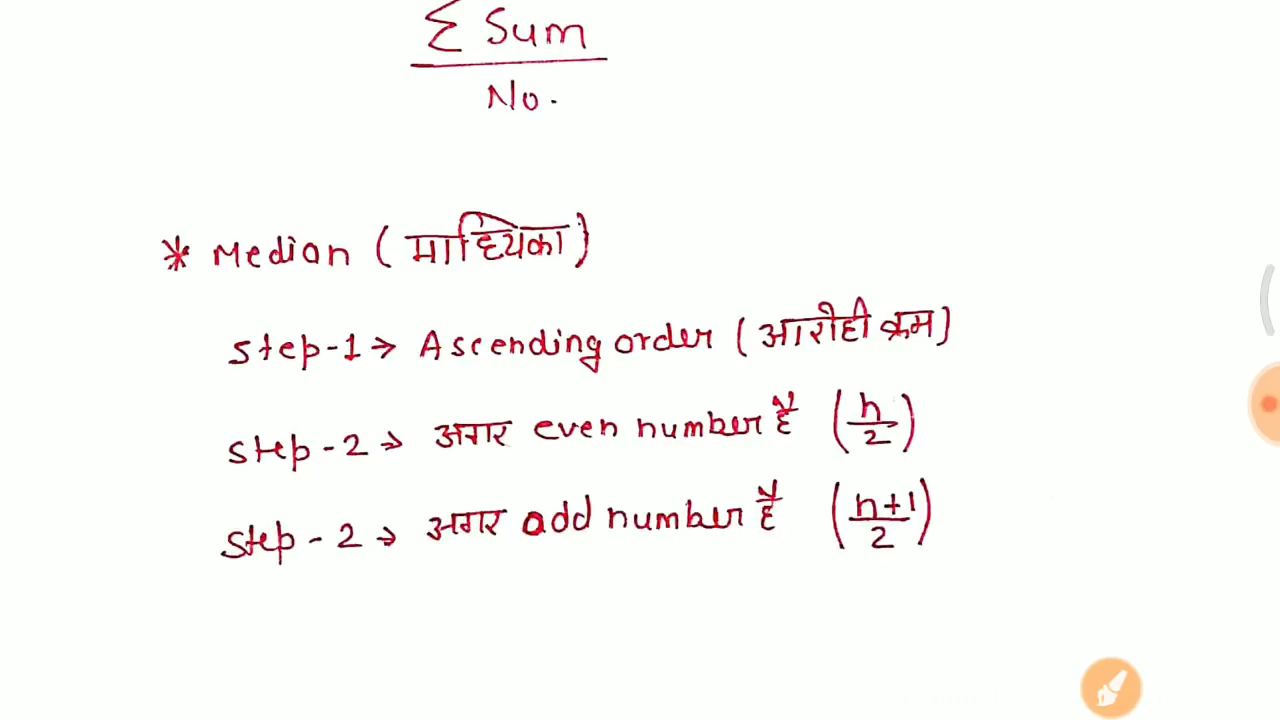 Σ Sum
No.
* Median (माध्यिका)
Step-1→ Ascending order (आरोही क्रम)
Step-2→ अगर even number है (n/2)
Step-2→ अगर add number है (n+1/2)